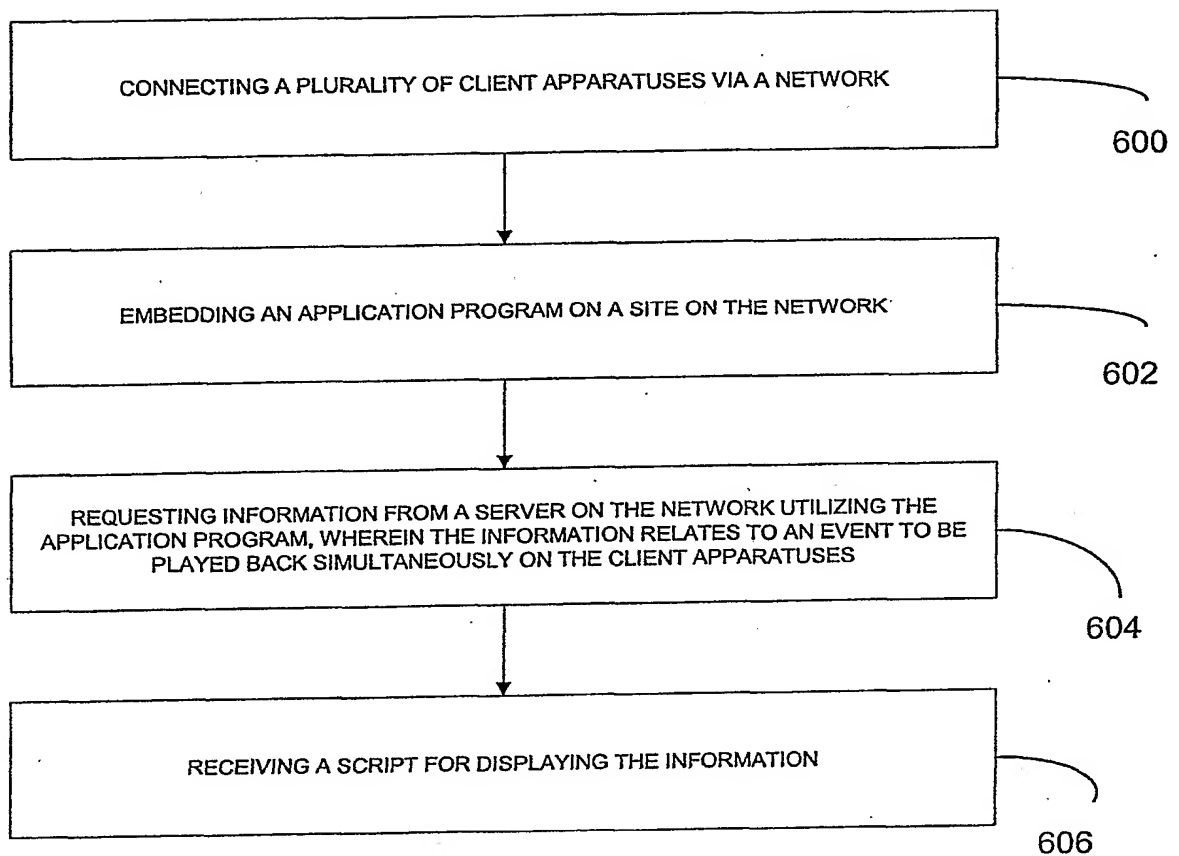 CONNECTING A PLURALITY OF CLIENT APPARATUSES VIA A NETWORK
600
EMBEDDING AN APPLICATION PROGRAM ON A SITE ON THE NETWORK
602
REQUESTING INFORMATION FROM A SERVER ON THE NETWORK UTILIZING THE
APPLICATION PROGRAM, WHEREIN THE INFORMATION RELATES TO AN EVENT TO BE
PLAYED BACK SIMULTANEOUSLY ON THE CLIENT APPARATUSES
604
RECEIVING A SCRIPT FOR DISPLAYING THE INFORMATION
606